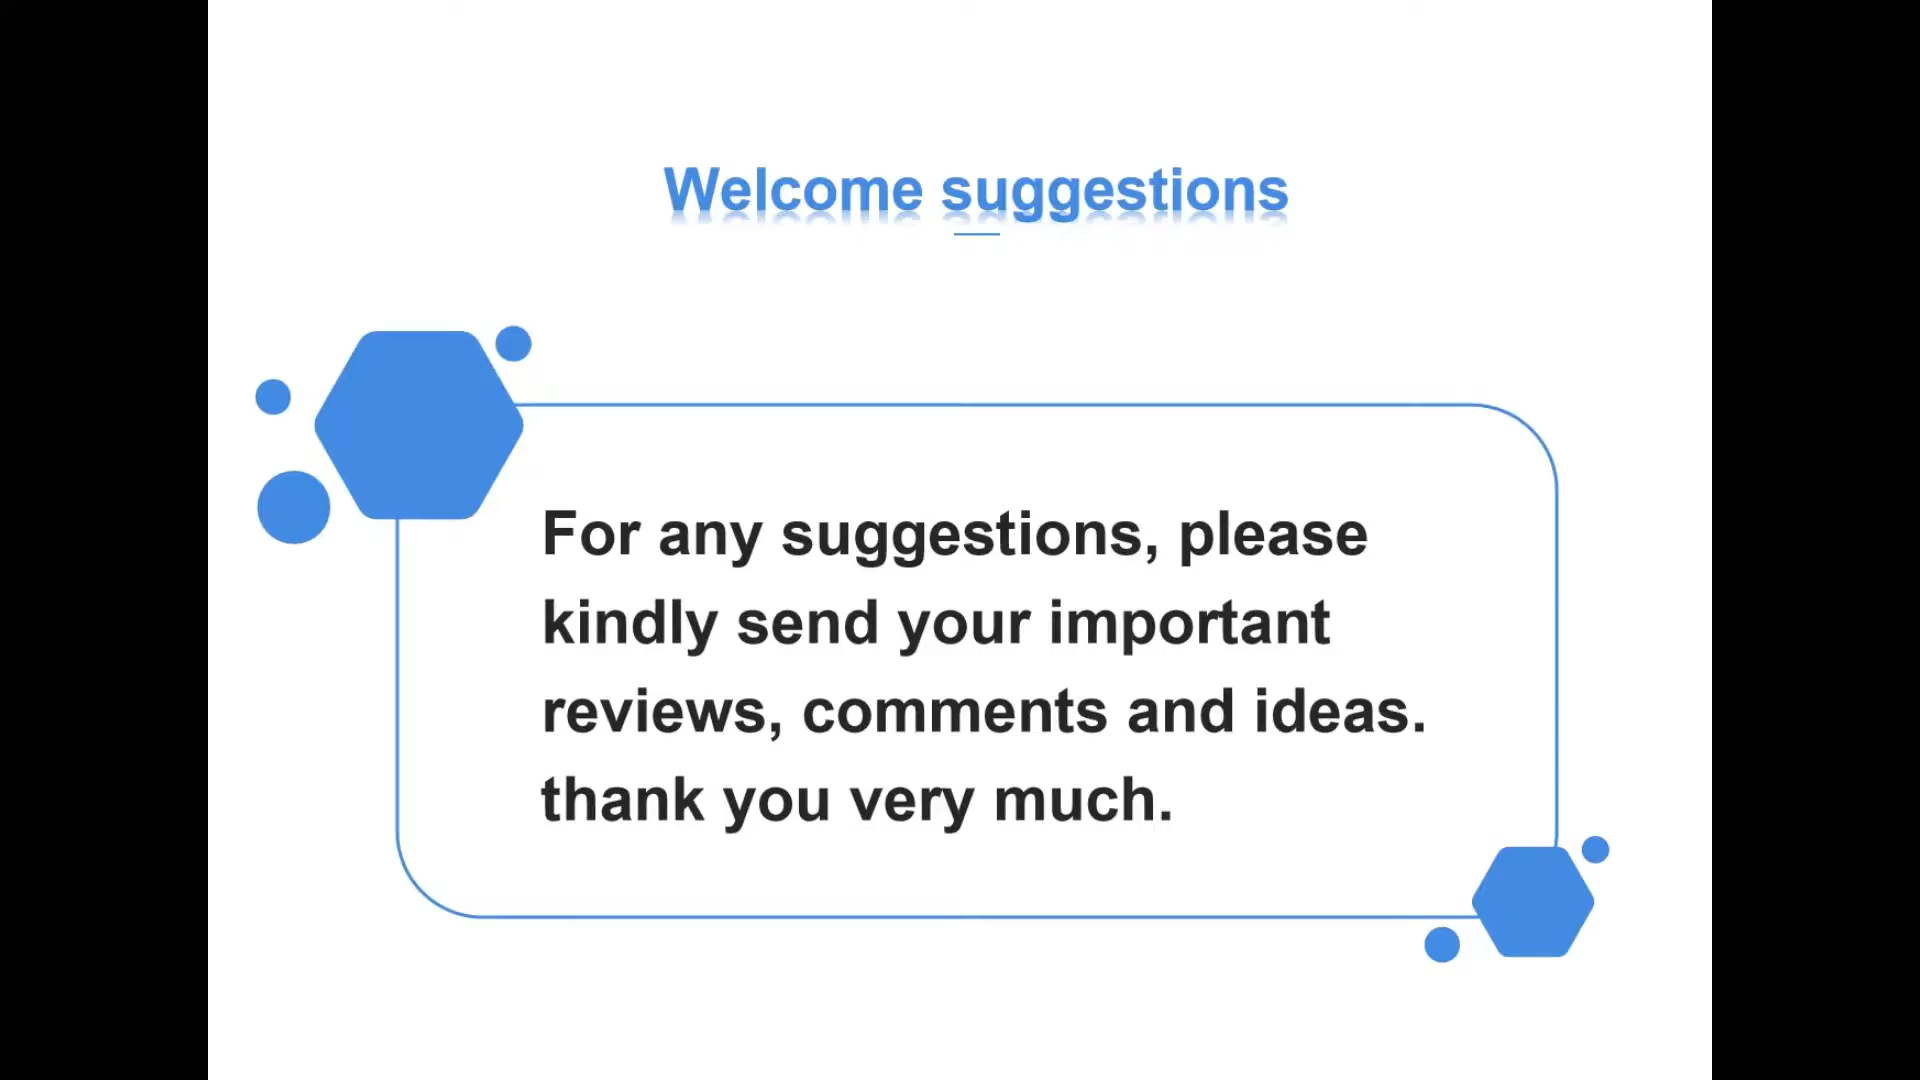 Welcome suggestions
For any suggestions, please
kindly send your important
reviews, comments and ideas.
thank you very much.